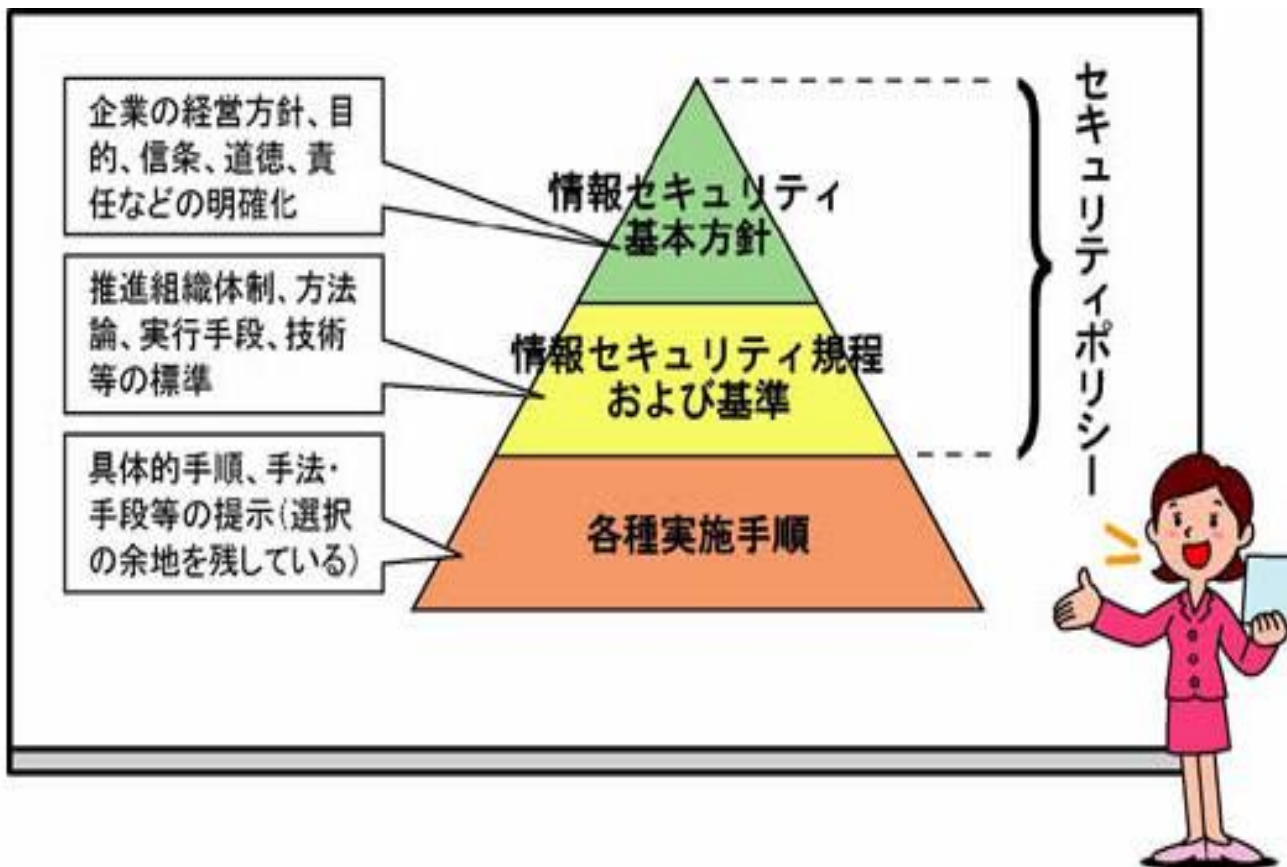 企業の経営方針、目
的、信条、道徳、責
任などの明確化
情報セキュリティ
基本方針
推進組織体制、方法
論、実行手段、技術
等の標準
情報セキュリティ規程
および基準
具体的手順、手法・
手段等の提示(選択
の余地を残している)
各種実施手順
セキュリティポリシー